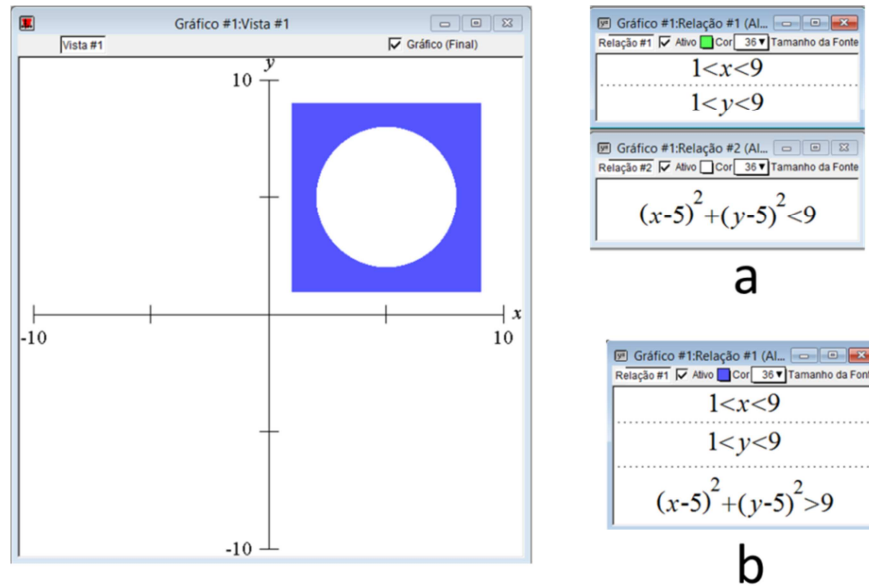 Gráfico #1:Vista #1
Vista #1
Gráfico (Final)
y
10
-10
x
10
-10
Gráfico #1:Relação #1 (Al...
Relação #1 Ativo Cor 36▼ Tamanho da Fonte
1<x<9
1<y<9
Gráfico #1:Relação #2 (Al...
Relação #2 Ativo Cor 36▼ Tamanho da Fonte
(x-5)²+(y-5)²<9
a
Gráfico #1:Relação #1 (Al...
Relação #1 Ativo Cor 36▼ Tamanho da Font
1<x<9
1<y<9
(x-5)²+(y-5)²>9
b